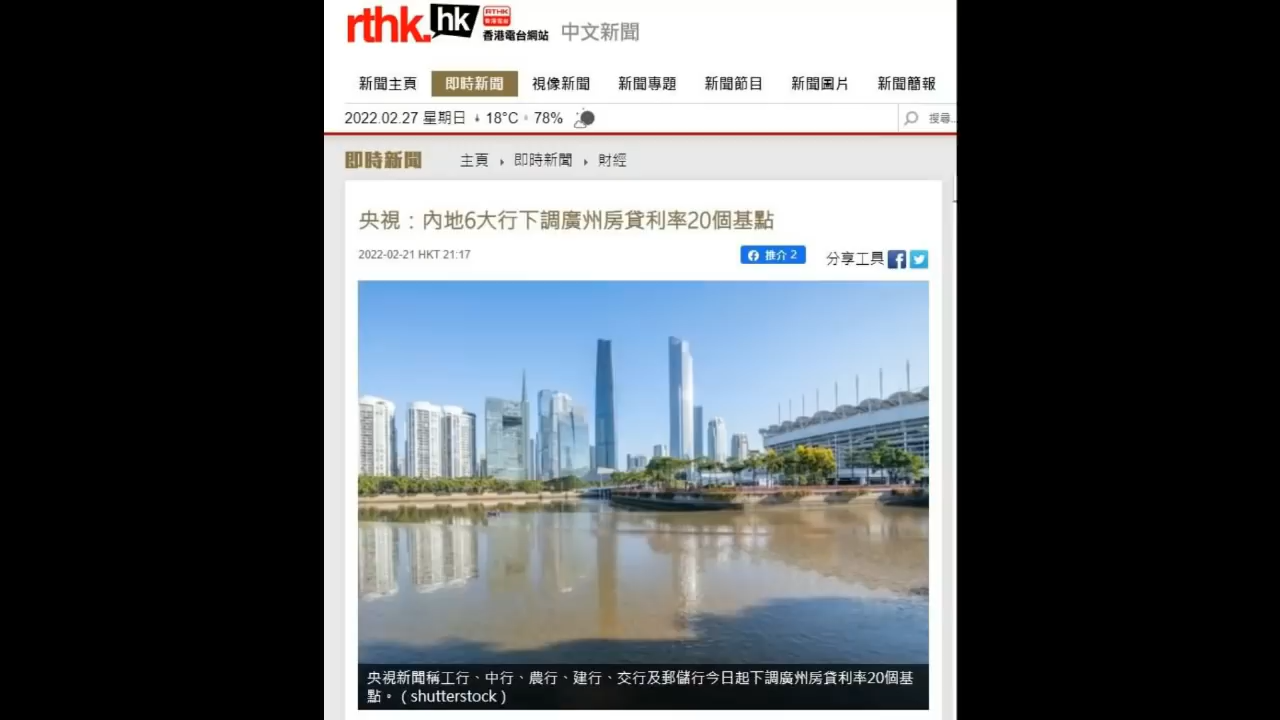 rthk.hk RTHK 香港電台 香港電台網站 中文新聞
新聞主頁 即時新聞 視像新聞 新聞專題 新聞節目 新聞圖片 新聞簡報
2022.02.27 星期日 18°C 78% 搜尋...
即時新聞 主頁 即時新聞 財經
央視：內地6大行下調廣州房貸利率20個基點
2022-02-21 HKT 21:17 推介 2 分享工具
央視新聞稱工行、中行、農行、建行、交行及郵儲行今日起下調廣州房貸利率20個基
點。（shutterstock）